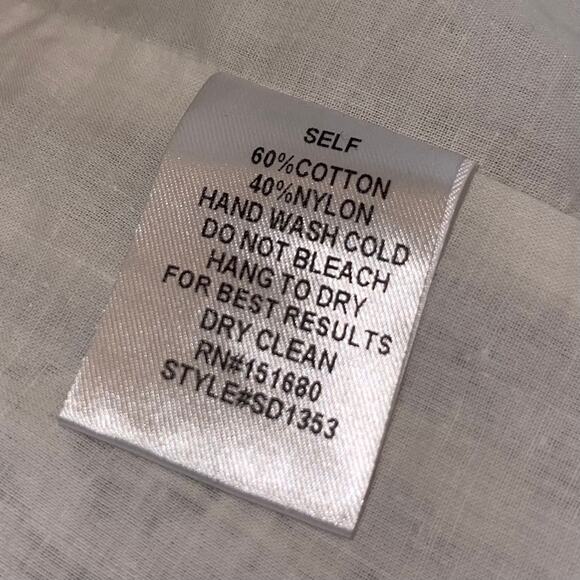 SELF
60%COTTON
40%NYLON
HAND WASH COLD
DO NOT BLEACH
HANG TO DRY
FOR BEST RESULTS
DRY CLEAN
RN#151680
STYLE#SD1353